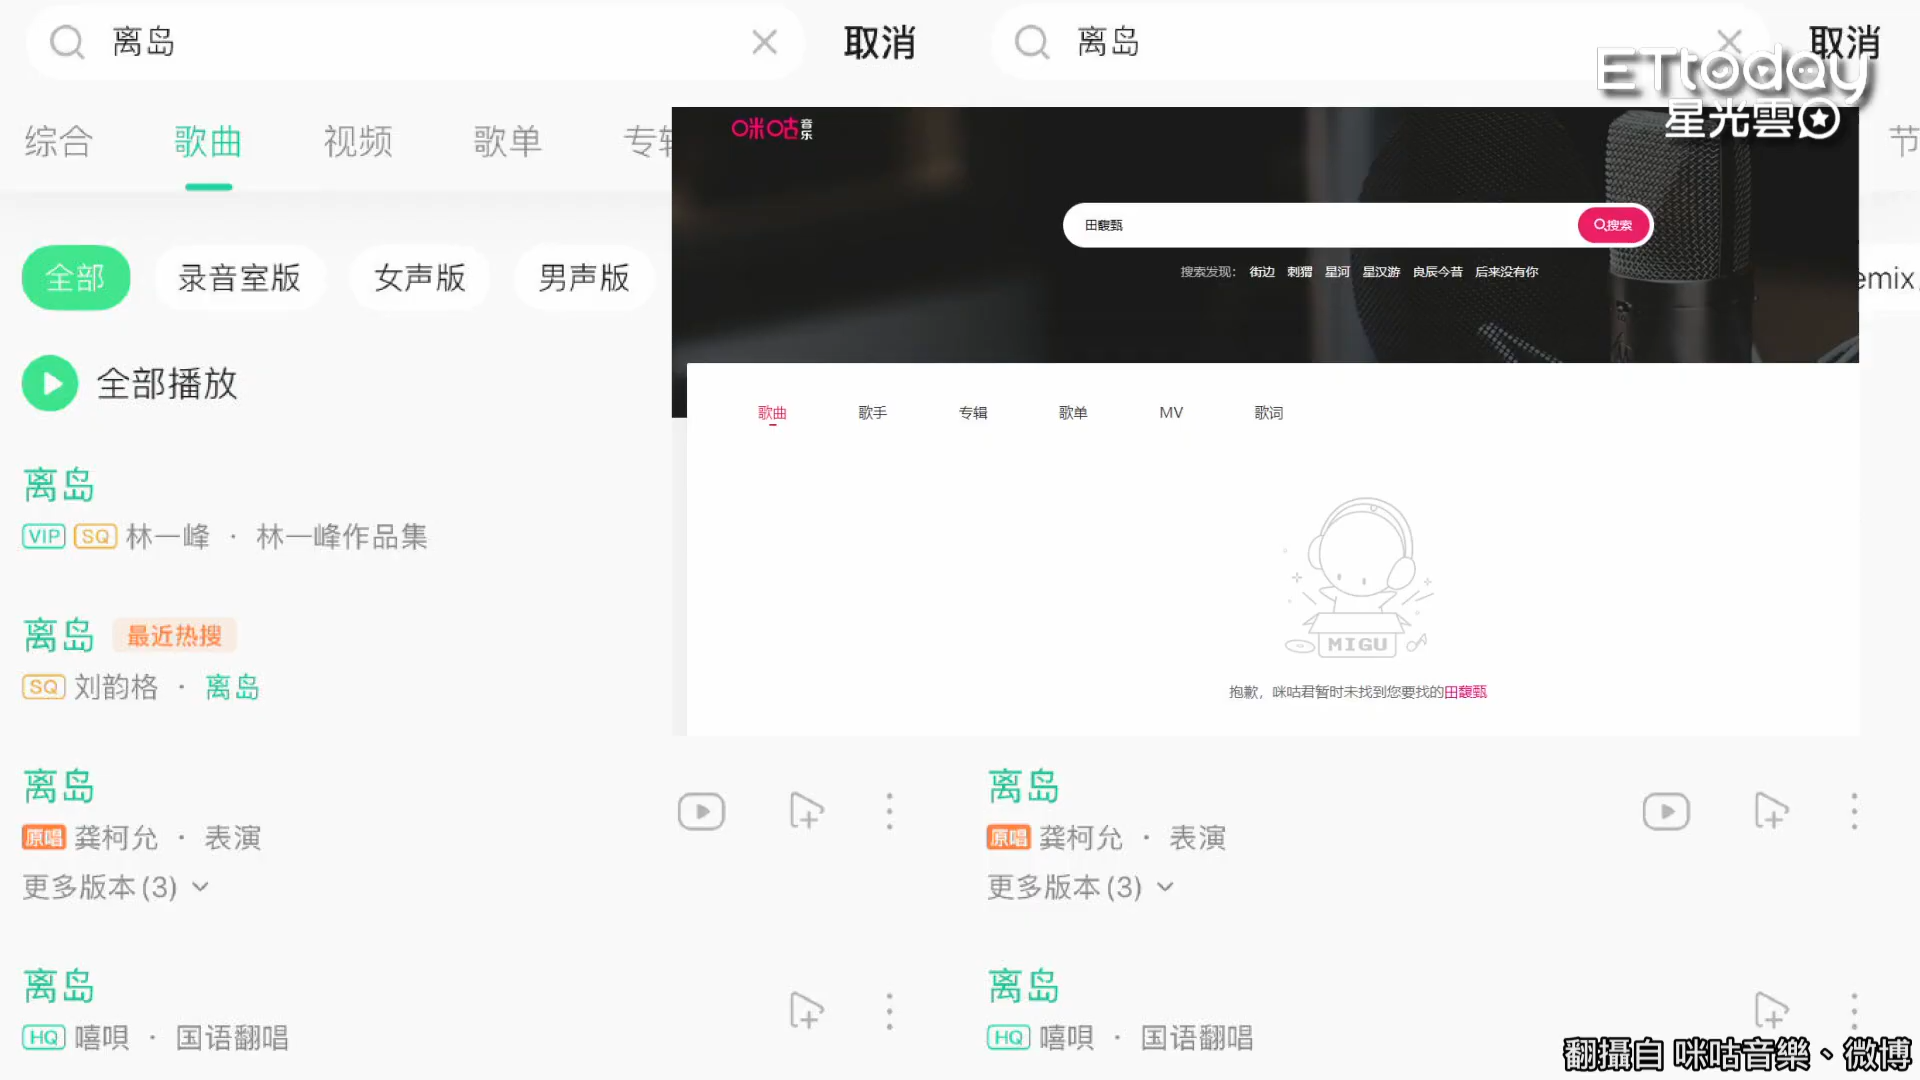 离岛
取消
离岛
取消
ETtoday
星光雲
综合
歌曲
视频
歌单
专辑
节
咪咕音乐
田馥甄
搜索
搜索发现： 街边 刺猬 星河 星汉游 良辰今昔 后来没有你
全部
录音室版
女声版
男声版
emix
全部播放
歌曲
歌手
专辑
歌单
MV
歌词
离岛
VIP SQ 林一峰 · 林一峰作品集
离岛 最近热搜
SQ 刘韵格 · 离岛
MIGU
抱歉，咪咕君暂时未找到您要找的田馥甄
离岛
原唱 龚柯允 · 表演
更多版本(3)
离岛
原唱 龚柯允 · 表演
更多版本(3)
离岛
HQ 嘻呗 · 国语翻唱
离岛
HQ 嘻呗 · 国语翻唱
翻攝自 咪咕音樂、微博